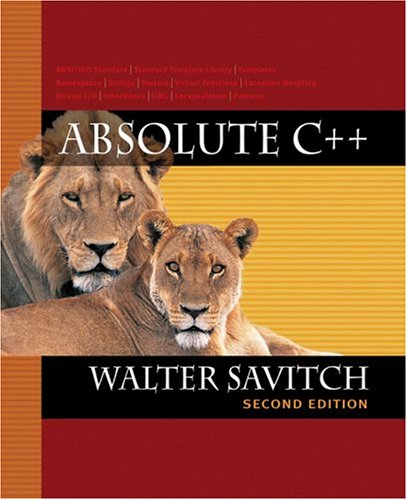 ANSI/ISO Standard | Standard Template Library | Templates
Namespaces | Strings | Vectors | Virtual Functions | Exception Handling
Stream I/O | Inheritance | UML | Encapsulation | Patterns
ABSOLUTE C++
WALTER SAVITCH
SECOND EDITION